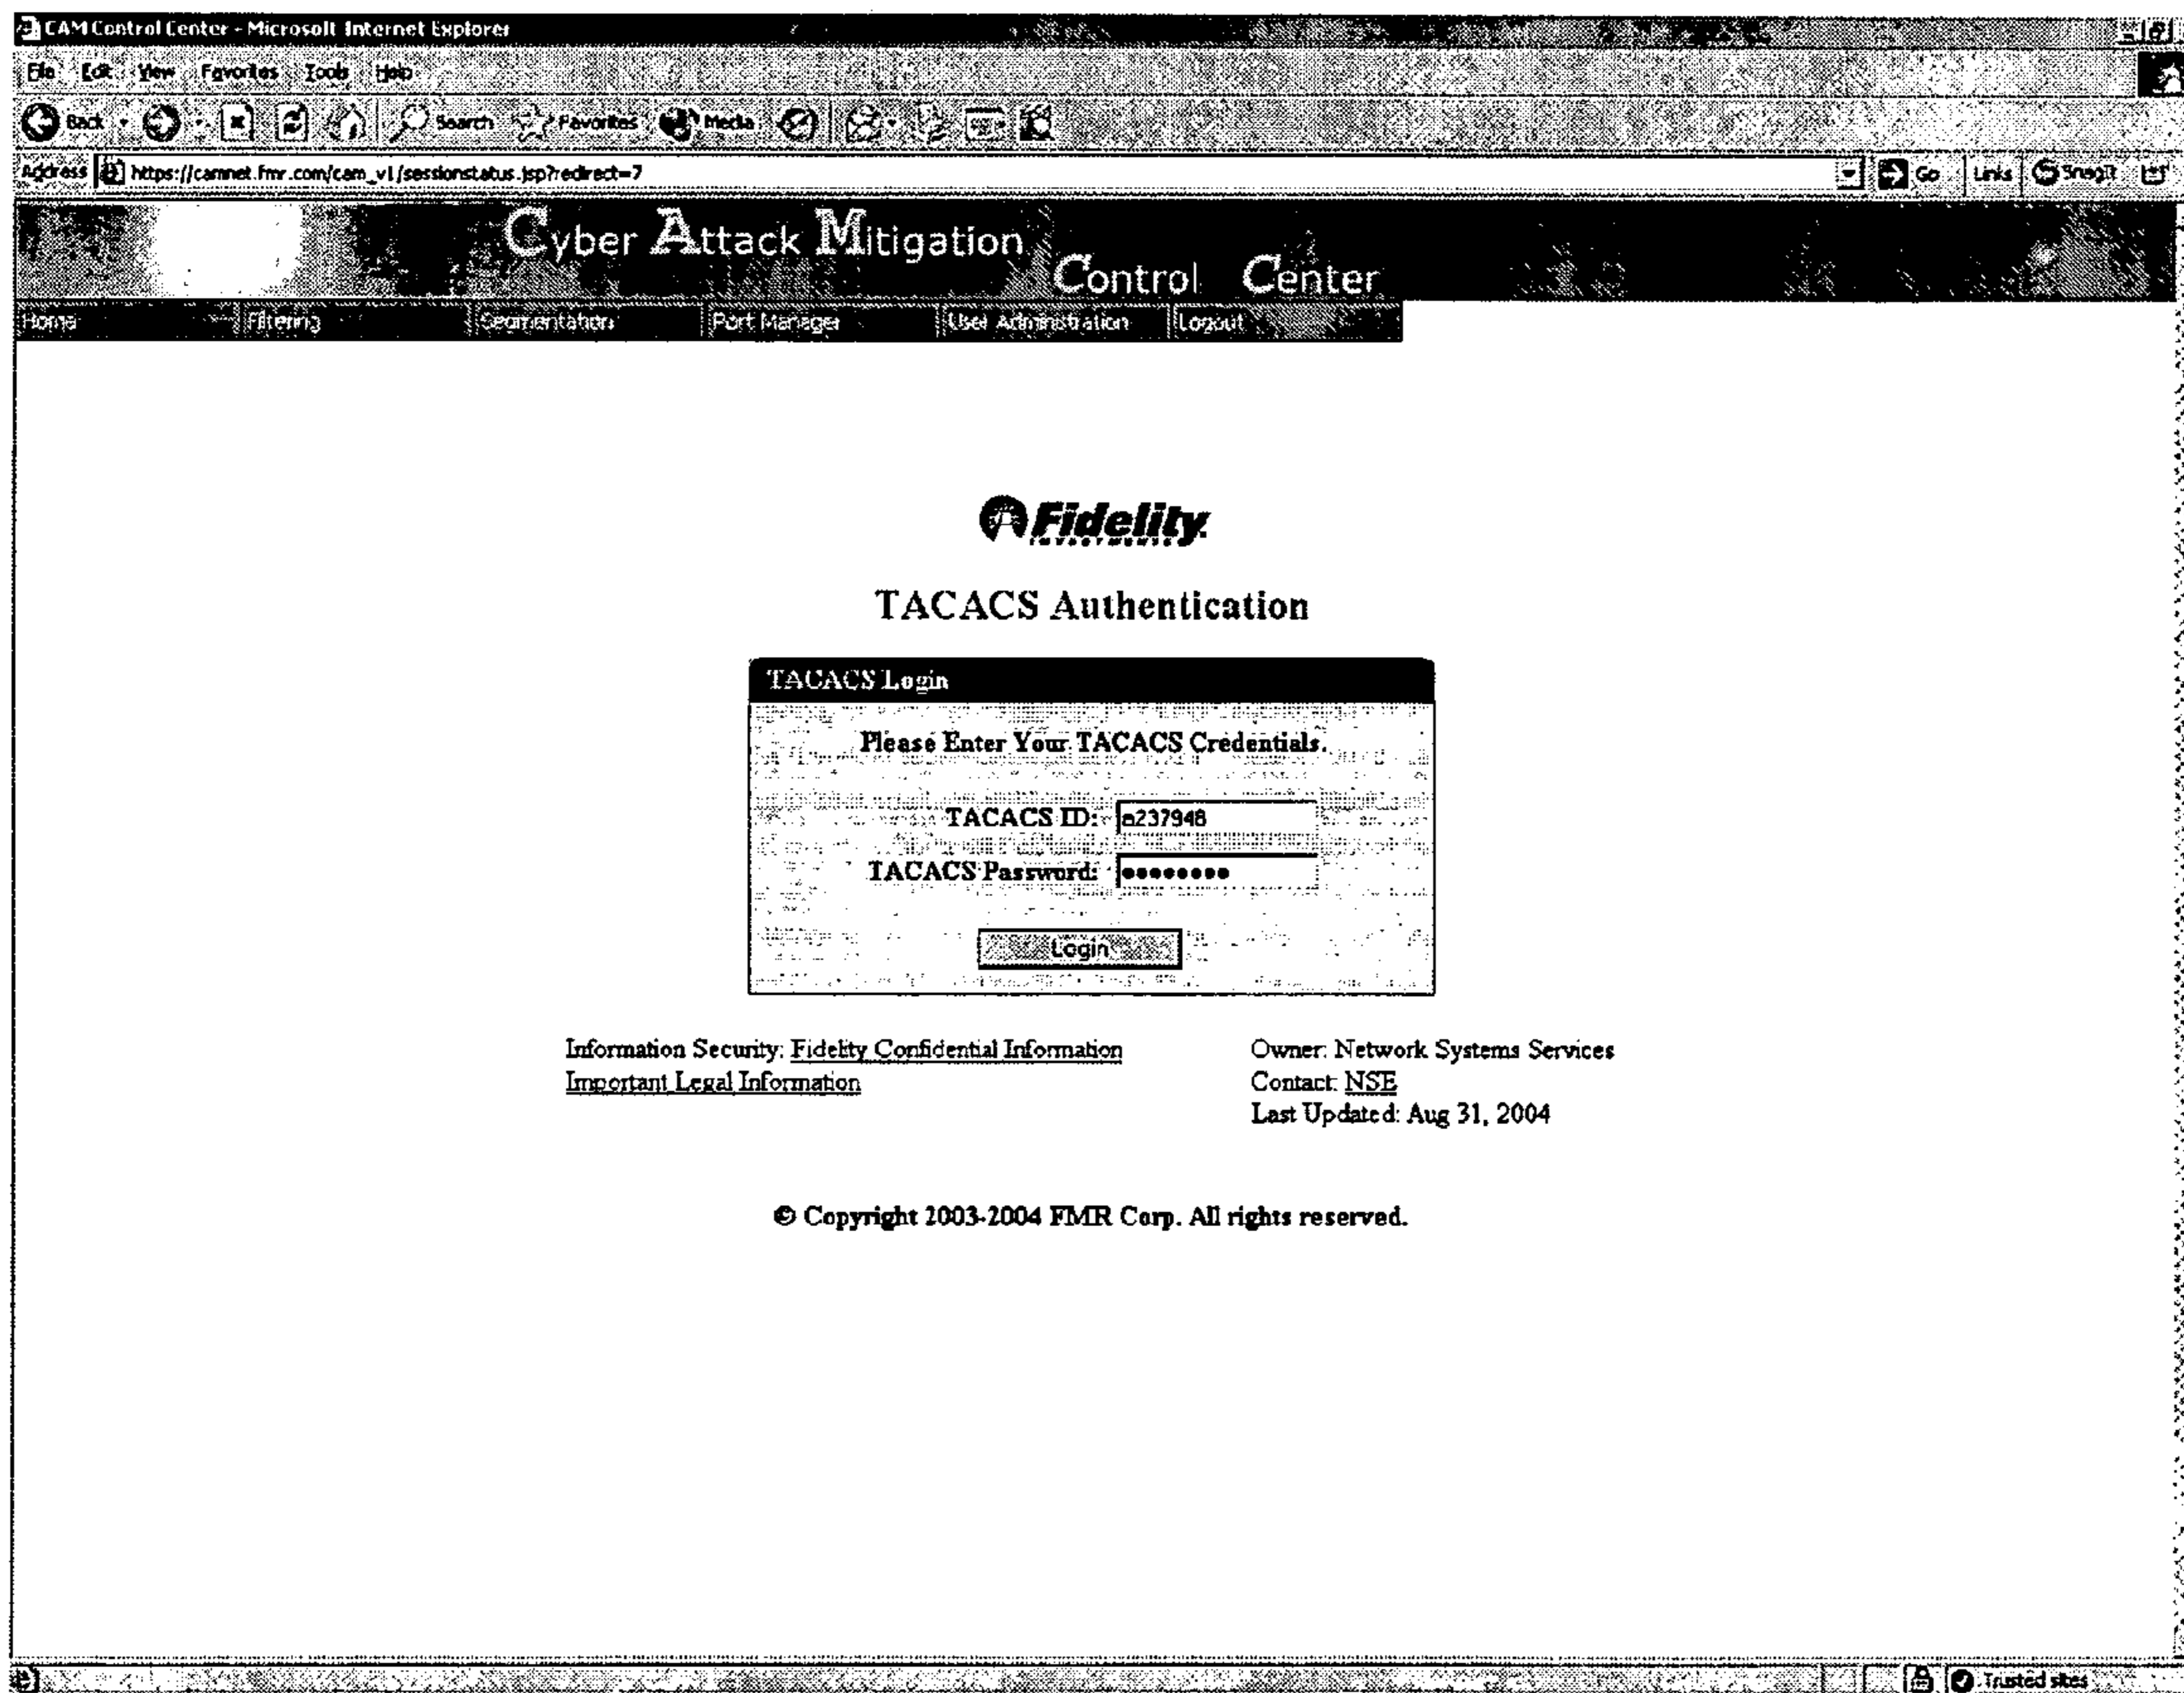 CAM Control Center - Microsoft Internet Explorer
File Edit View Favorites Tools Help
Back Search Favorites Media
Address https://camnet.fmr.com/cam_v1/sessionstatus.jsp?redirect=7 Go Links SnagIt
Cyber Attack Mitigation
Control Center
Home Filtering Segmentation Port Manager User Administration Logout
Fidelity
INVESTMENTS
TACACS Authentication
TACACS Login
Please Enter Your TACACS Credentials.
TACACS ID: a237948
TACACS Password: ••••••••
Login
Information Security: Fidelity Confidential Information
Important Legal Information
Owner: Network Systems Services
Contact: NSE
Last Updated: Aug 31, 2004
© Copyright 2003-2004 FMR Corp. All rights reserved.
Trusted sites